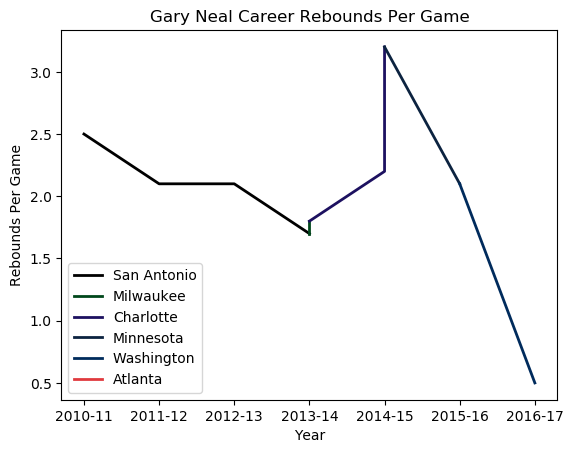 Gary Neal Career Rebounds Per Game
Rebounds Per Game
3.0
2.5
2.0
1.5
1.0
0.5
San Antonio
Milwaukee
Charlotte
Minnesota
Washington
Atlanta
2010-11 2011-12 2012-13 2013-14 2014-15 2015-16 2016-17
Year